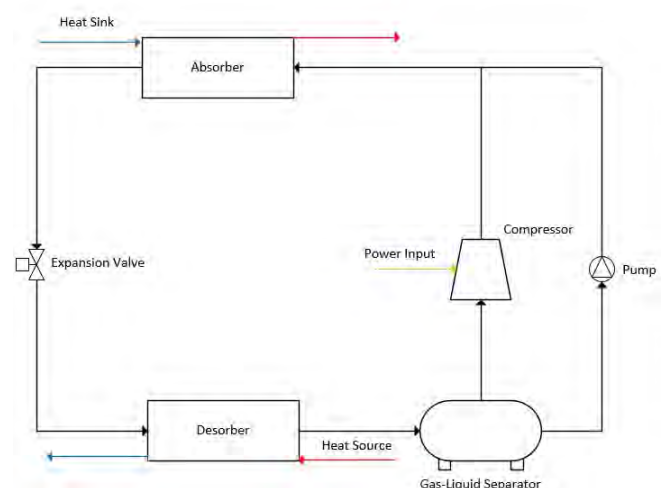 Heat Sink
Absorber
Compressor
Power Input
Expansion Valve
Pump
Desorber
Heat Source
Gas-Liquid Separator